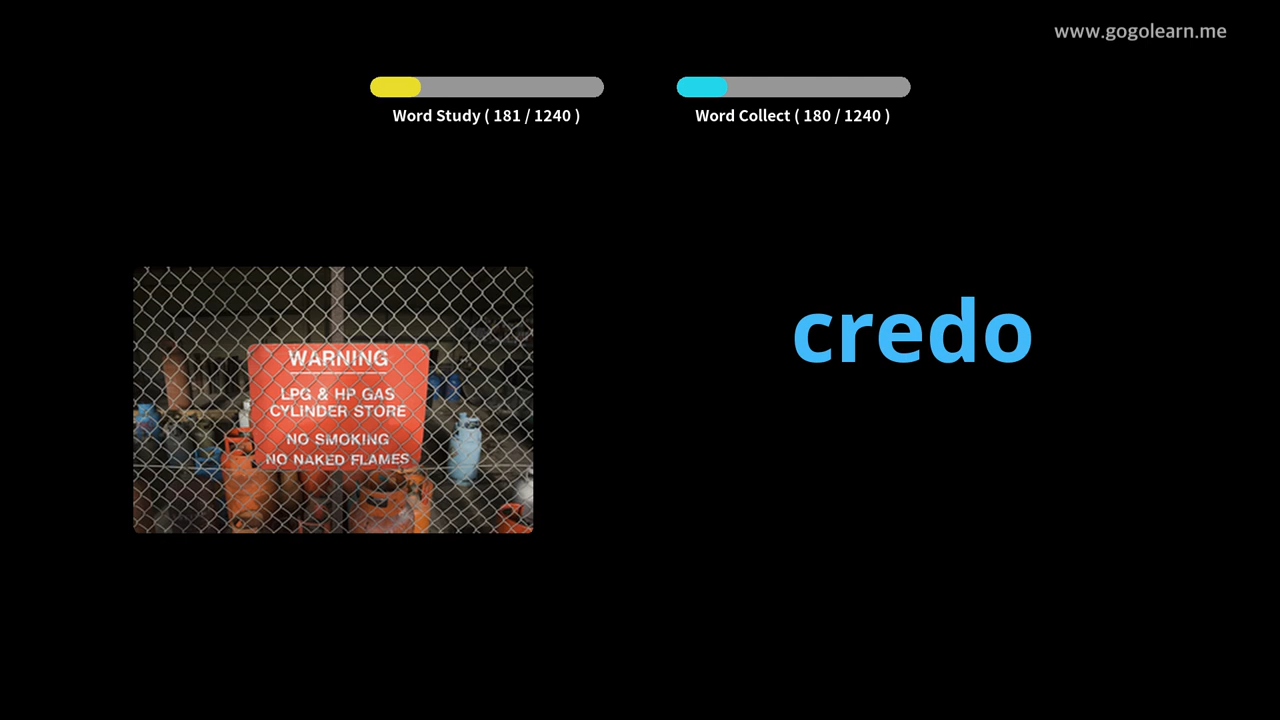 www.gogolearn.me
Word Study ( 181 / 1240 )
Word Collect ( 180 / 1240 )
WARNING
LPG & HP GAS
CYLINDER STORE
NO SMOKING
NO NAKED FLAMES
credo